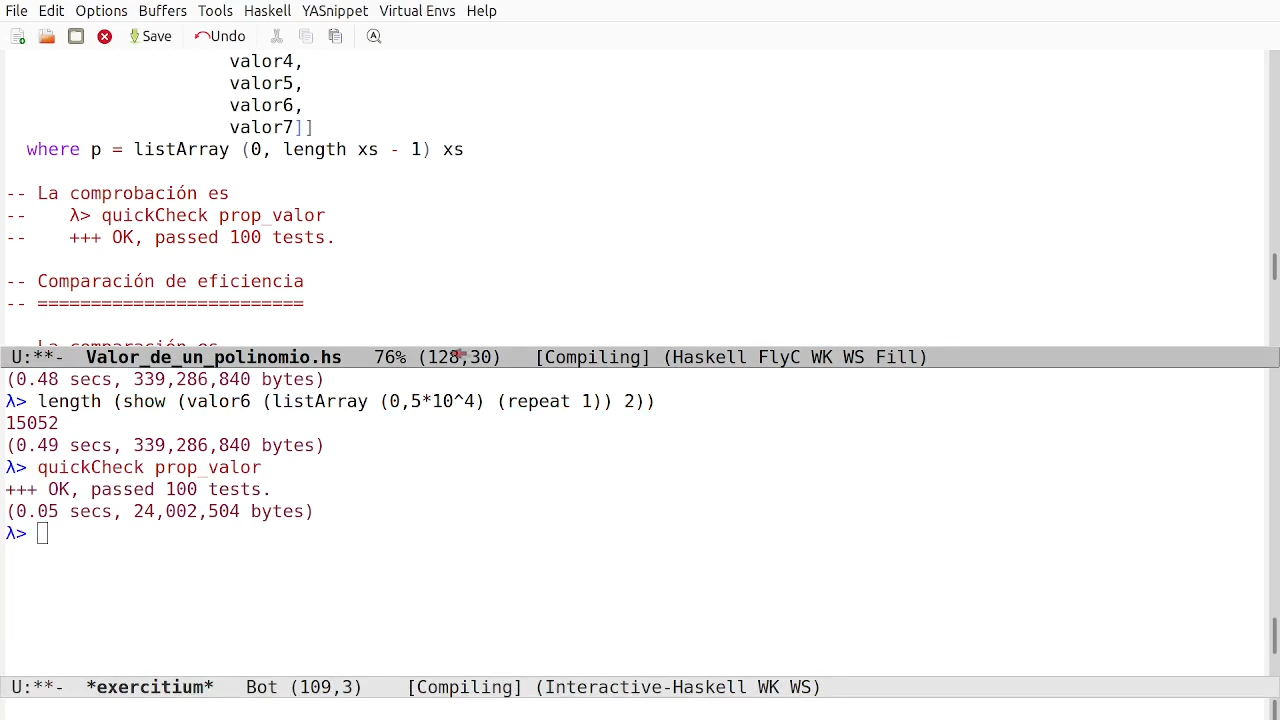 File Edit Options Buffers Tools Haskell YASnippet Virtual Envs Help
Save Undo
valor4,
valor5,
valor6,
valor7]]
where p = listArray (0, length xs - 1) xs
-- La comprobación es
--    λ> quickCheck prop_valor
--    +++ OK, passed 100 tests.
-- Comparación de eficiencia
-- =========================
-- La comparación es
U:**-  Valor_de_un_polinomio.hs   76% (128,30)   [Compiling] (Haskell FlyC WK WS Fill)
(0.48 secs, 339,286,840 bytes)
λ> length (show (valor6 (listArray (0,5*10^4) (repeat 1)) 2))
15052
(0.49 secs, 339,286,840 bytes)
λ> quickCheck prop_valor
+++ OK, passed 100 tests.
(0.05 secs, 24,002,504 bytes)
λ>
U:**-  *exercitium*   Bot (109,3)    [Compiling] (Interactive-Haskell WK WS)